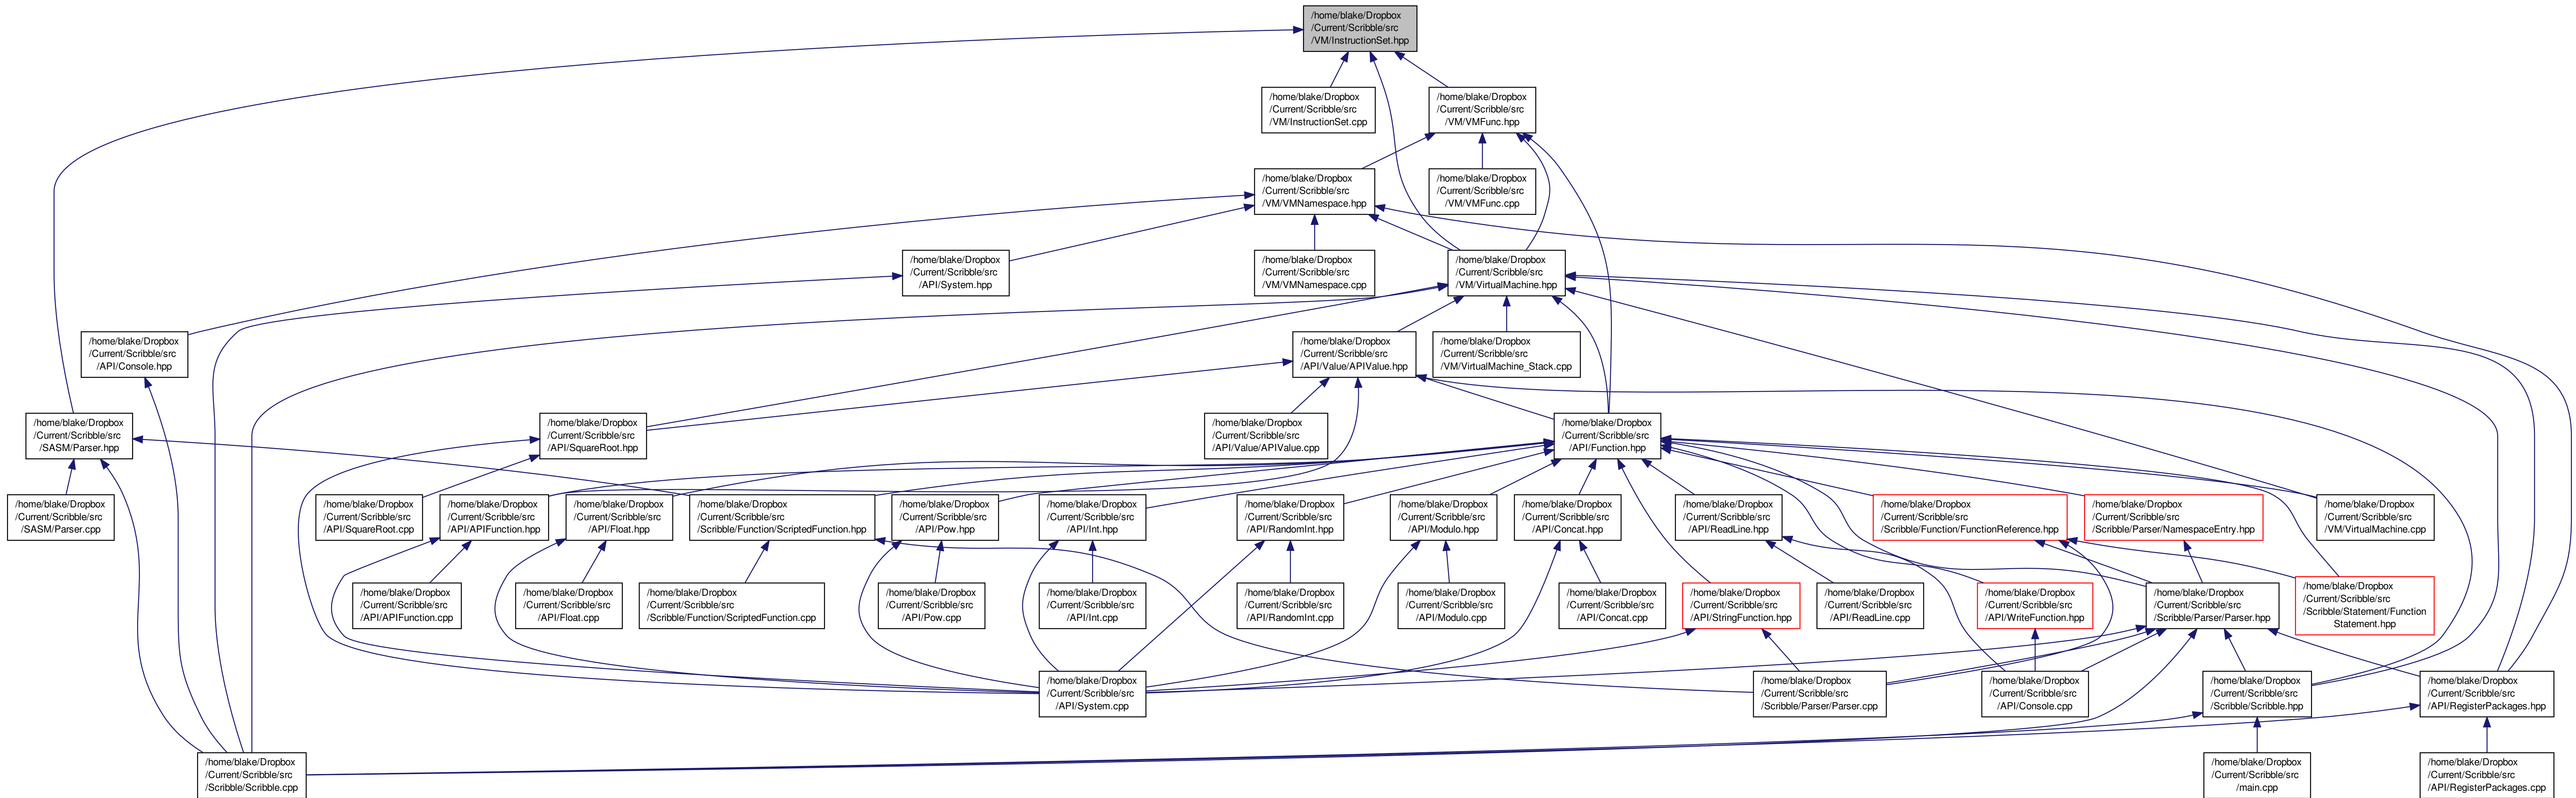 /home/blake/Dropbox
/Current/Scribble/src
/VM/InstructionSet.hpp
/home/blake/Dropbox
/Current/Scribble/src
/VM/InstructionSet.cpp
/home/blake/Dropbox
/Current/Scribble/src
/VM/VMFunc.hpp
/home/blake/Dropbox
/Current/Scribble/src
/VM/VMNamespace.hpp
/home/blake/Dropbox
/Current/Scribble/src
/VM/VMFunc.cpp
/home/blake/Dropbox
/Current/Scribble/src
/API/System.hpp
/home/blake/Dropbox
/Current/Scribble/src
/VM/VMNamespace.cpp
/home/blake/Dropbox
/Current/Scribble/src
/VM/VirtualMachine.hpp
/home/blake/Dropbox
/Current/Scribble/src
/API/Console.hpp
/home/blake/Dropbox
/Current/Scribble/src
/API/Value/APIValue.hpp
/home/blake/Dropbox
/Current/Scribble/src
/VM/VirtualMachine_Stack.cpp
/home/blake/Dropbox
/Current/Scribble/src
/SASM/Parser.hpp
/home/blake/Dropbox
/Current/Scribble/src
/API/SquareRoot.hpp
/home/blake/Dropbox
/Current/Scribble/src
/API/Value/APIValue.cpp
/home/blake/Dropbox
/Current/Scribble/src
/API/Function.hpp
/home/blake/Dropbox
/Current/Scribble/src
/SASM/Parser.cpp
/home/blake/Dropbox
/Current/Scribble/src
/API/SquareRoot.cpp
/home/blake/Dropbox
/Current/Scribble/src
/API/APIFunction.hpp
/home/blake/Dropbox
/Current/Scribble/src
/API/Float.hpp
/home/blake/Dropbox
/Current/Scribble/src
/Scribble/Function/ScriptedFunction.hpp
/home/blake/Dropbox
/Current/Scribble/src
/API/Pow.hpp
/home/blake/Dropbox
/Current/Scribble/src
/API/Int.hpp
/home/blake/Dropbox
/Current/Scribble/src
/API/RandomInt.hpp
/home/blake/Dropbox
/Current/Scribble/src
/API/Modulo.hpp
/home/blake/Dropbox
/Current/Scribble/src
/API/Concat.hpp
/home/blake/Dropbox
/Current/Scribble/src
/API/ReadLine.hpp
/home/blake/Dropbox
/Current/Scribble/src
/Scribble/Function/FunctionReference.hpp
/home/blake/Dropbox
/Current/Scribble/src
/Scribble/Parser/NamespaceEntry.hpp
/home/blake/Dropbox
/Current/Scribble/src
/VM/VirtualMachine.cpp
/home/blake/Dropbox
/Current/Scribble/src
/API/APIFunction.cpp
/home/blake/Dropbox
/Current/Scribble/src
/API/Float.cpp
/home/blake/Dropbox
/Current/Scribble/src
/Scribble/Function/ScriptedFunction.cpp
/home/blake/Dropbox
/Current/Scribble/src
/API/Pow.cpp
/home/blake/Dropbox
/Current/Scribble/src
/API/Int.cpp
/home/blake/Dropbox
/Current/Scribble/src
/API/RandomInt.cpp
/home/blake/Dropbox
/Current/Scribble/src
/API/Modulo.cpp
/home/blake/Dropbox
/Current/Scribble/src
/API/Concat.cpp
/home/blake/Dropbox
/Current/Scribble/src
/API/StringFunction.hpp
/home/blake/Dropbox
/Current/Scribble/src
/API/ReadLine.cpp
/home/blake/Dropbox
/Current/Scribble/src
/API/WriteFunction.hpp
/home/blake/Dropbox
/Current/Scribble/src
/Scribble/Parser/Parser.hpp
/home/blake/Dropbox
/Current/Scribble/src
/Scribble/Statement/Function
Statement.hpp
/home/blake/Dropbox
/Current/Scribble/src
/API/System.cpp
/home/blake/Dropbox
/Current/Scribble/src
/Scribble/Parser/Parser.cpp
/home/blake/Dropbox
/Current/Scribble/src
/API/Console.cpp
/home/blake/Dropbox
/Current/Scribble/src
/Scribble/Scribble.hpp
/home/blake/Dropbox
/Current/Scribble/src
/API/RegisterPackages.hpp
/home/blake/Dropbox
/Current/Scribble/src
/Scribble/Scribble.cpp
/home/blake/Dropbox
/Current/Scribble/src
/main.cpp
/home/blake/Dropbox
/Current/Scribble/src
/API/RegisterPackages.cpp